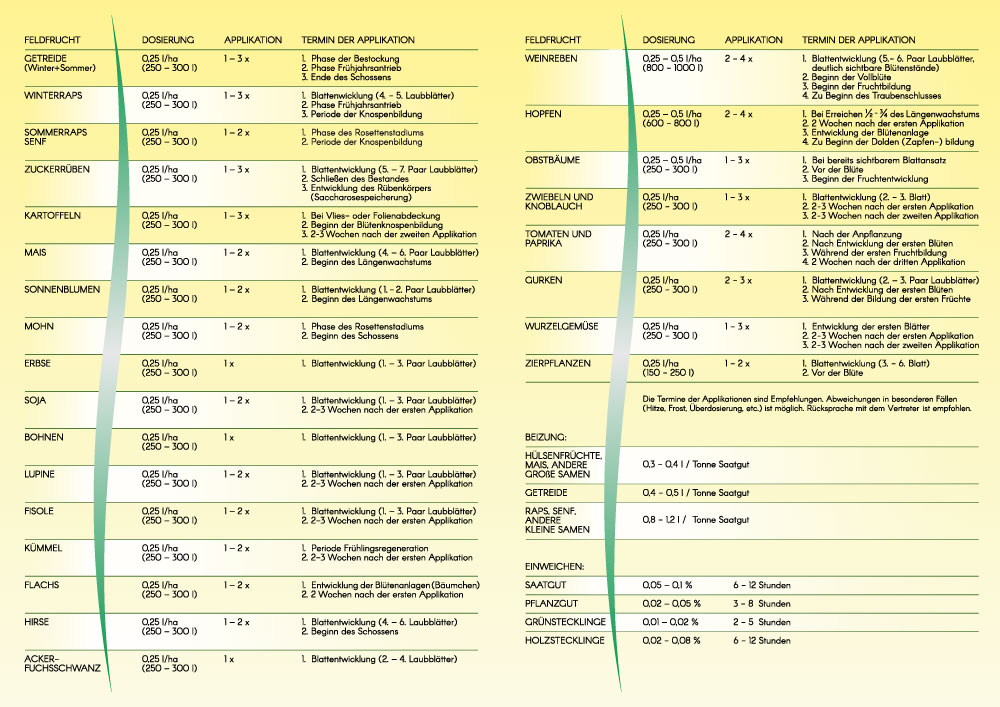 FELDFRUCHT DOSIERUNG APPLIKATION TERMIN DER APPLIKATION
GETREIDE 0,25 l/ha 1 – 3 x 1. Phase der Bestockung
(Winter+Sommer) (250 – 300 l) 2. Phase Frühjahrsantrieb
3. Ende des Schossens
WINTERRAPS 0,25 l/ha 1 – 3 x 1. Blattenwicklung (4. – 5. Laubblätter)
(250 – 300 l) 2. Phase Frühjahrsantrieb
3. Periode der Knospenbildung
SOMMERRAPS 0,25 l/ha 1 – 2 x 1. Phase des Rosettenstadiums
SENF (250 – 300 l) 2. Periode der Knospenbildung
ZUCKERRÜBEN 0,25 l/ha 1 – 3 x 1. Blattentwicklung (5. – 7. Paar Laubblätter)
(250 – 300 l) 2. Schließen des Bestandes
3. Entwicklung des Rübenkörpers
(Saccharosespeicherung)
KARTOFFELN 0,25 l/ha 1 – 3 x 1. Bei Vlies– oder Folienabdeckung
(250 – 300 l) 2. Beginn der Blütenknospenbildung
3. 2-3 Wochen nach der zweiten Applikation
MAIS 0,25 l/ha 1 – 2 x 1. Blattentwicklung (4. – 6. Paar Laubblätter)
(250 – 300 l) 2. Beginn des Längenwachstums
SONNENBLUMEN 0,25 l/ha 1 – 2 x 1. Blattentwicklung (1. - 2. Paar Laubblätter)
(250 – 300 l) 2. Beginn des Längenwachstums
MOHN 0,25 l/ha 1 – 2 x 1. Phase des Rosettenstadiums
(250 – 300 l) 2. Beginn des Schossens
ERBSE 0,25 l/ha 1 x 1. Blattentwicklung (1. – 3. Paar Laubblätter)
(250 – 300 l)
SOJA 0,25 l/ha 1 – 2 x 1. Blattentwicklung (1. – 3. Paar Laubblätter)
(250 – 300 l) 2. 2–3 Wochen nach der ersten Applikation
BOHNEN 0,25 l/ha 1 x 1. Blattentwicklung (1. – 3. Paar Laubblätter)
(250 – 300 l)
LUPINE 0,25 l/ha 1 – 2 x 1. Blattentwicklung (1. – 3. Paar Laubblätter)
(250 – 300 l) 2. 2–3 Wochen nach der ersten Applikation
FISOLE 0,25 l/ha 1 – 2 x 1. Blattentwicklung (1. – 3. Paar Laubblätter)
(250 – 300 l) 2. 2–3 Wochen nach der ersten Applikation
KÜMMEL 0,25 l/ha 1 – 2 x 1. Periode Frühlingsregeneration
(250 – 300 l) 2. 2–3 Wochen nach der ersten Applikation
FLACHS 0,25 l/ha 1 – 2 x 1. Entwicklung der Blütenanlagen (Bäumchen)
(250 – 300 l) 2. 2 Wochen nach der ersten Applikation
HIRSE 0,25 l/ha 1 – 2 x 1. Blattentwicklung (4. – 6. Laubblätter)
(250 – 300 l) 2. Beginn des Schossens
ACKER– 0,25 l/ha 1 x 1. Blattentwicklung (2. – 4. Laubblätter)
FUCHSSCHWANZ (250 – 300 l)
FELDFRUCHT DOSIERUNG APPLIKATION TERMIN DER APPLIKATION
WEINREBEN 0,25 – 0,5 l/ha 2 – 4 x 1. Blattentwicklung (5.– 6. Paar Laubblätter,
(800 – 1000 l) deutlich sichtbare Blütenstände)
2. Beginn der Vollblüte
3. Beginn der Fruchtbildung
4. Zu Beginn des Traubenschlusses
HOPFEN 0,25 – 0,5 l/ha 2 – 4 x 1. Bei Erreichen ½ - ¾ des Längenwachstums
(600 – 800 l) 2. 2 Wochen nach der ersten Applikation
3. Entwicklung der Blütenanlage
4. Zu Beginn der Dolden (Zapfen–) bildung
OBSTBÄUME 0,25 – 0,5 l/ha 1 – 3 x 1. Bei bereits sichtbarem Blattansatz
(250 – 300 l) 2. Vor der Blüte
3. Beginn der Fruchtentwicklung
ZWIEBELN UND 0,25 l/ha 1 – 3 x 1. Blattentwicklung (2. – 3. Blatt)
KNOBLAUCH (250 - 300 l) 2. 2-3 Wochen nach der ersten Applikation
3. 2-3 Wochen nach der zweiten Applikation
TOMATEN UND 0,25 l/ha 2 – 4 x 1. Nach der Anpflanzung
PAPRIKA (250 - 300 l) 2. Nach Entwicklung der ersten Blüten
3. Während der ersten Fruchtbildung
4. 2 Wochen nach der dritten Applikation
GURKEN 0,25 l/ha 2 – 3 x 1. Blattentwicklung (2. – 3. Paar Laubblätter)
(250 - 300 l) 2. Nach Entwicklung der ersten Blüten
3. Während der Bildung der ersten Früchte
WURZELGEMÜSE 0,25 l/ha 1 – 3 x 1. Entwicklung der ersten Blätter
(250 – 300 l) 2. 2-3 Wochen nach der ersten Applikation
3. 2-3 Wochen nach der zweiten Applikation
ZIERPFLANZEN 0,25 l/ha 1 – 2 x 1. Blattentwicklung (3. – 6. Blatt)
(150 – 250 l) 2. Vor der Blüte
Die Termine der Applikationen sind Empfehlungen. Abweichungen in besonderen Fällen
(Hitze, Frost, Überdosierung, etc.) ist möglich. Rücksprache mit dem Vertreter ist empfohlen.
BEIZUNG:
HÜLSENFRÜCHTE,
MAIS, ANDERE 0,3 – 0,4 l / Tonne Saatgut
GROßE SAMEN
GETREIDE 0,4 – 0,5 l / Tonne Saatgut
RAPS, SENF,
ANDERE 0,8 – 1,2 l / Tonne Saatgut
KLEINE SAMEN
EINWEICHEN:
SAATGUT 0,05 – 0,1 % 6 – 12 Stunden
PFLANZGUT 0,02 – 0,05 % 3 – 8 Stunden
GRÜNSTECKLINGE 0,01 – 0,02 % 2 – 5 Stunden
HOLZSTECKLINGE 0,02 – 0,08 % 6 – 12 Stunden